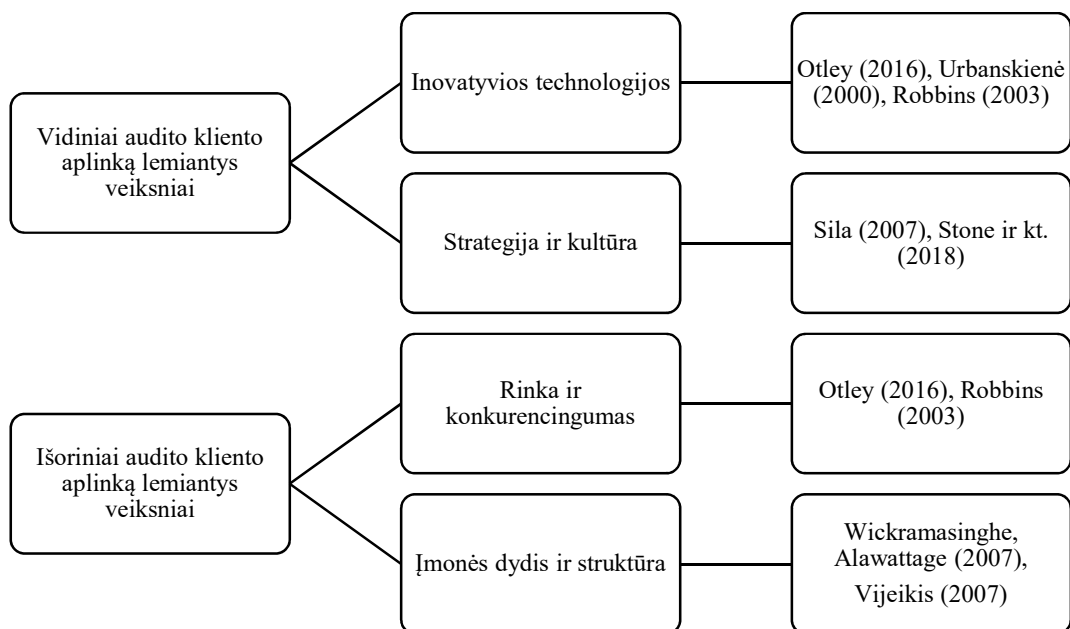 Vidiniai audito kliento
aplinką lemiantys
veiksniai
Inovatyvios technologijos
Otley (2016), Urbanskienė
(2000), Robbins (2003)
Strategija ir kultūra
Sila (2007), Stone ir kt.
(2018)
Išoriniai audito kliento
aplinką lemiantys
veiksniai
Rinka ir
konkurencingumas
Otley (2016), Robbins
(2003)
Įmonės dydis ir struktūra
Wickramasinghe,
Alawattage (2007),
Vijeikis (2007)